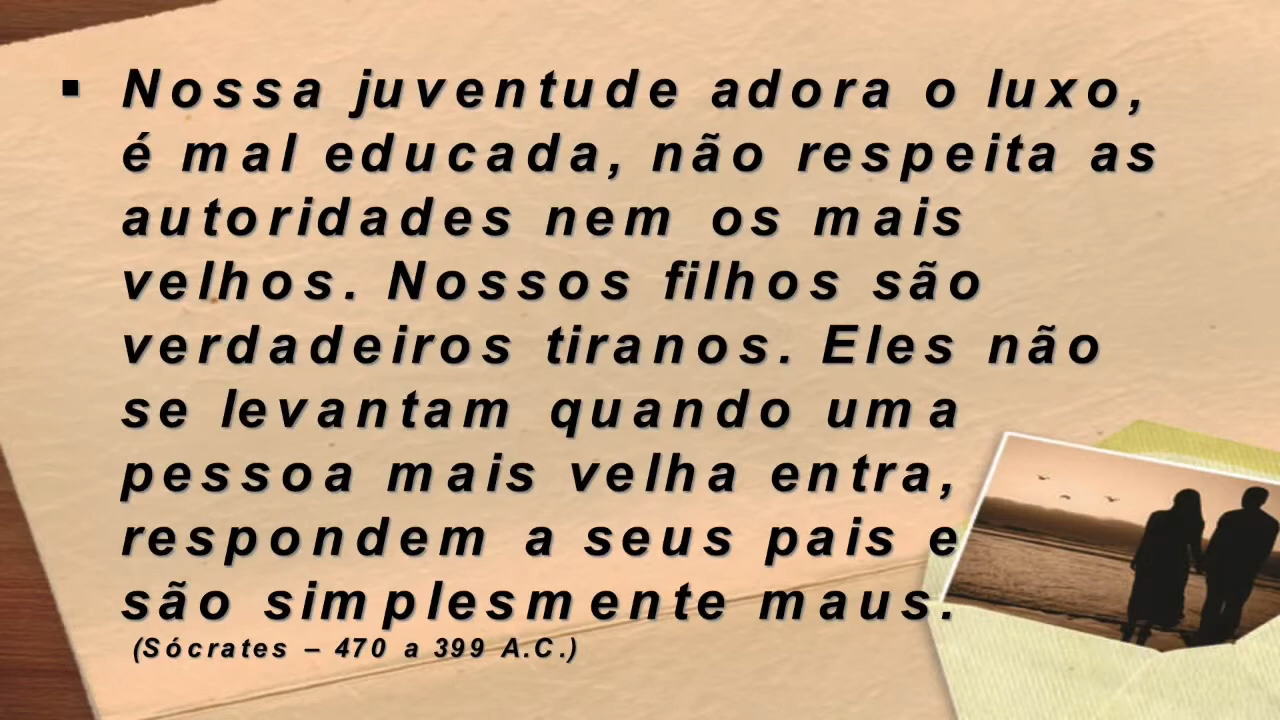 ▪ Nossa juventude adora o luxo,
é mal educada, não respeita as
autoridades nem os mais
velhos. Nossos filhos são
verdadeiros tiranos. Eles não
se levantam quando uma
pessoa mais velha entra,
respondem a seus pais e
são simplesmente maus.
(Sócrates – 470 a 399 A.C.)